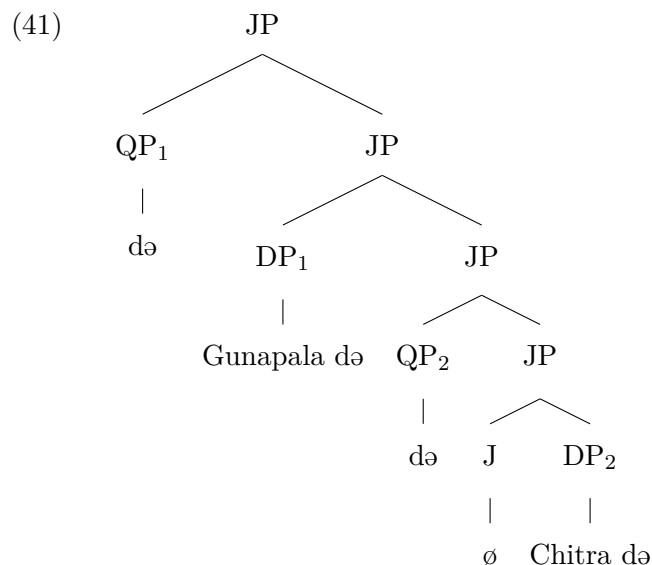 (41) JP
QP₁ JP
də DP₁ JP
Gunapala də QP₂ JP
də J DP₂
ø Chitra də